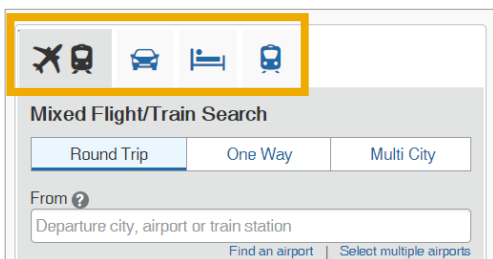 Mixed Flight/Train Search
Round Trip One Way Multi City
From ?
Departure city, airport or train station
Find an airport | Select multiple airports